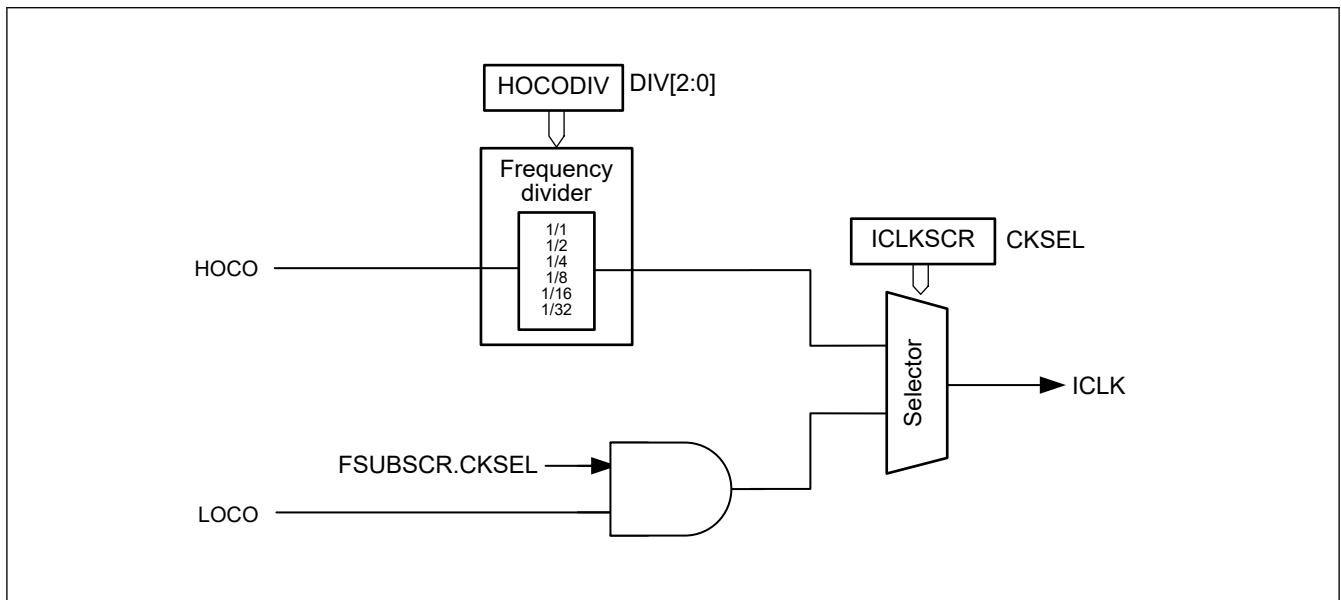 HOCODIV DIV[2:0]
Frequency
divider
1/1
1/2
1/4
1/8
1/16
1/32
HOCO
ICLKSCR CKSEL
Selector
ICLK
FSUBSCR.CKSEL
LOCO